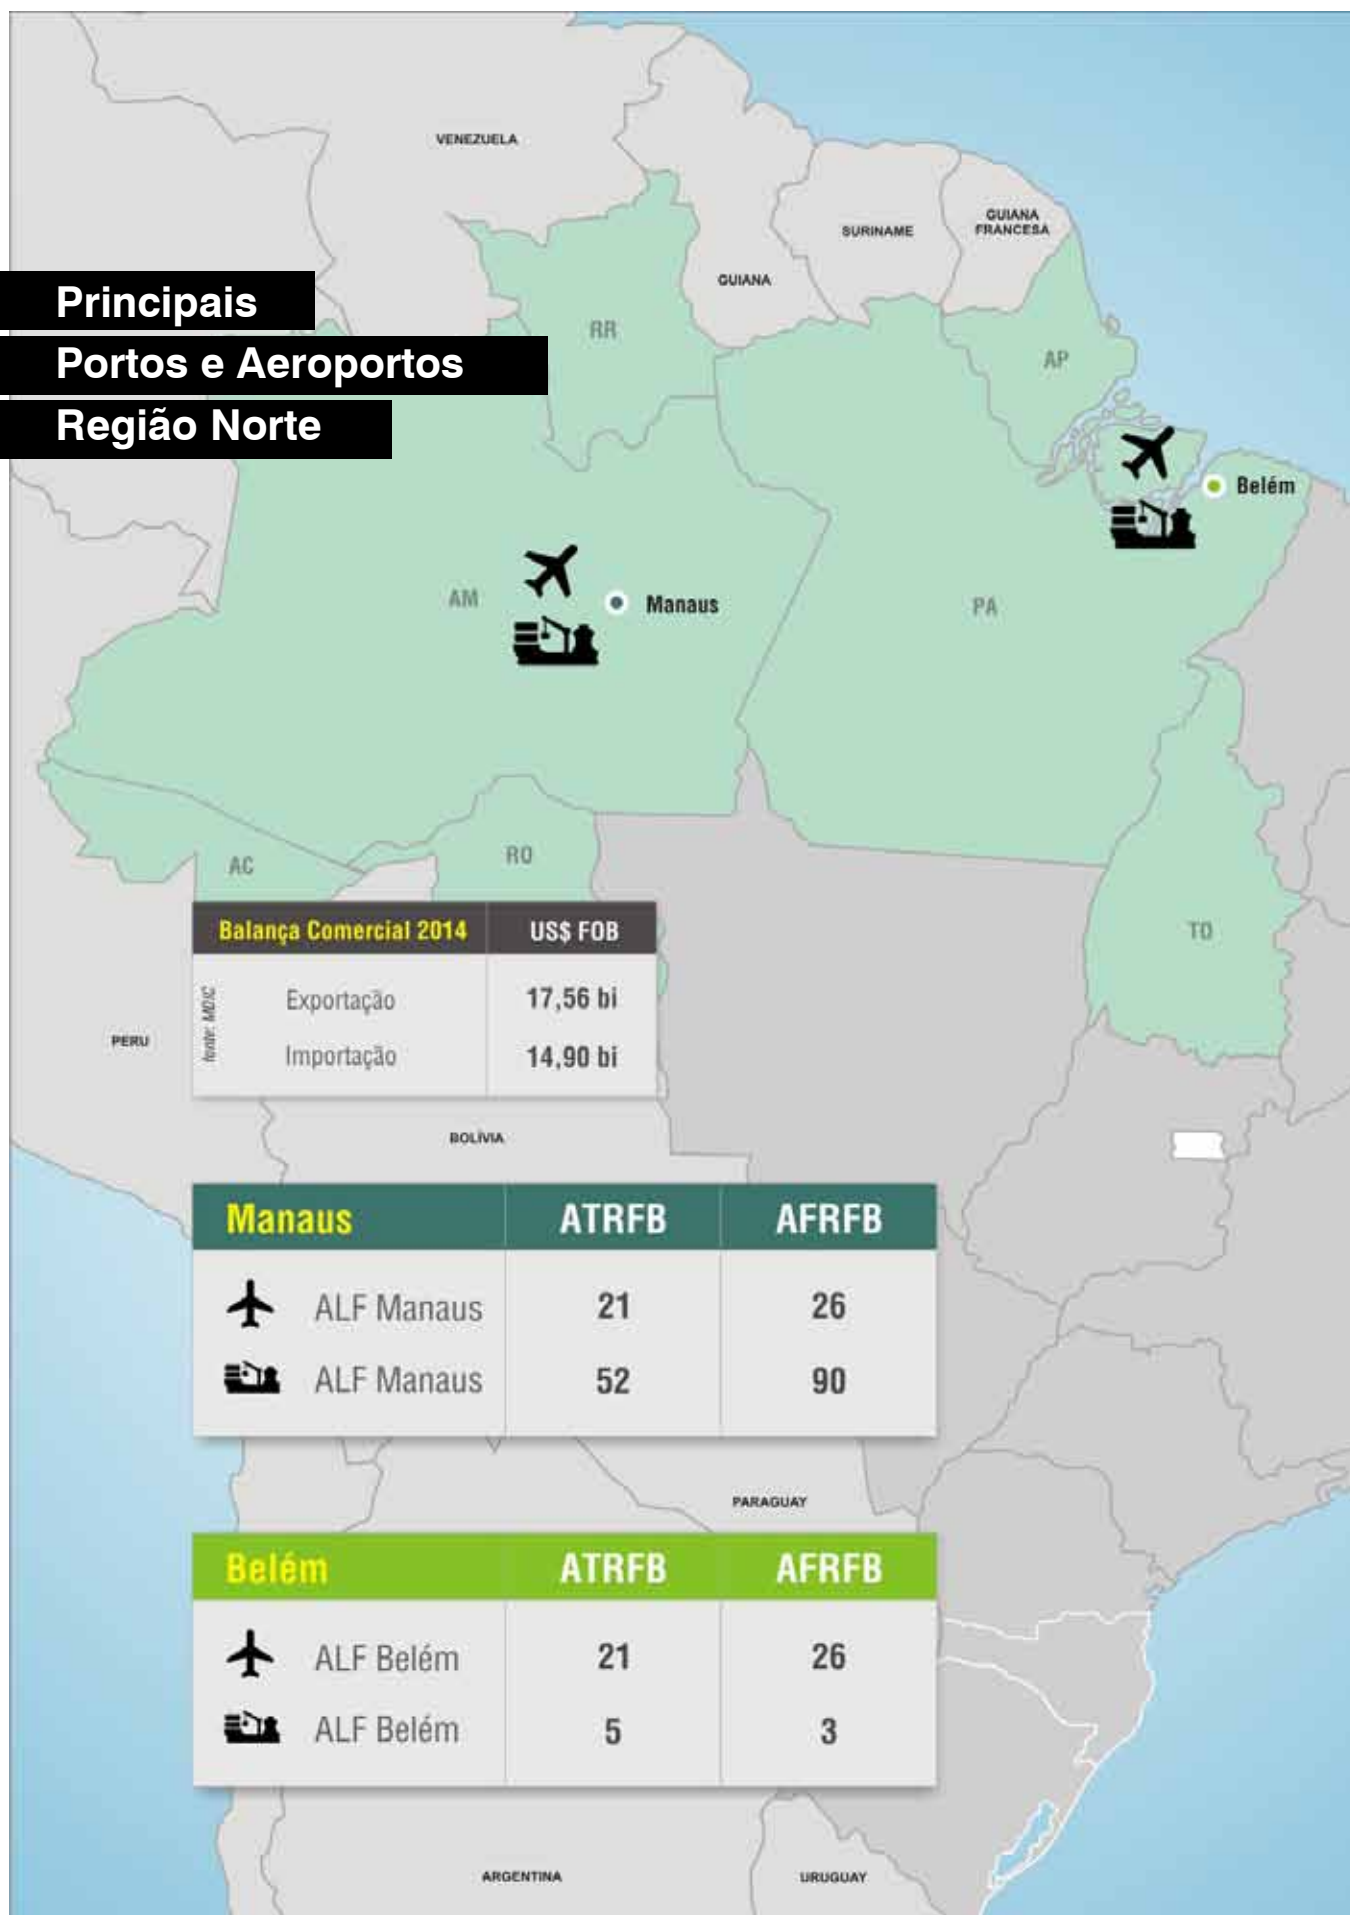 VENEZUELA
GUIANA
FRANCESA
SURINAME
GUIANA
Principais
Portos e Aeroportos
Região Norte
RR
AP
Belém
AM
Manaus
PA
AC
RO
TO
Balança Comercial 2014 US$ FOB
fonte: MDIC
Exportação 17,56 bi
Importação 14,90 bi
PERU
BOLÍVIA
Manaus ATRFB AFRFB
ALF Manaus 21 26
ALF Manaus 52 90
PARAGUAY
Belém ATRFB AFRFB
ALF Belém 21 26
ALF Belém 5 3
ARGENTINA
URUGUAY